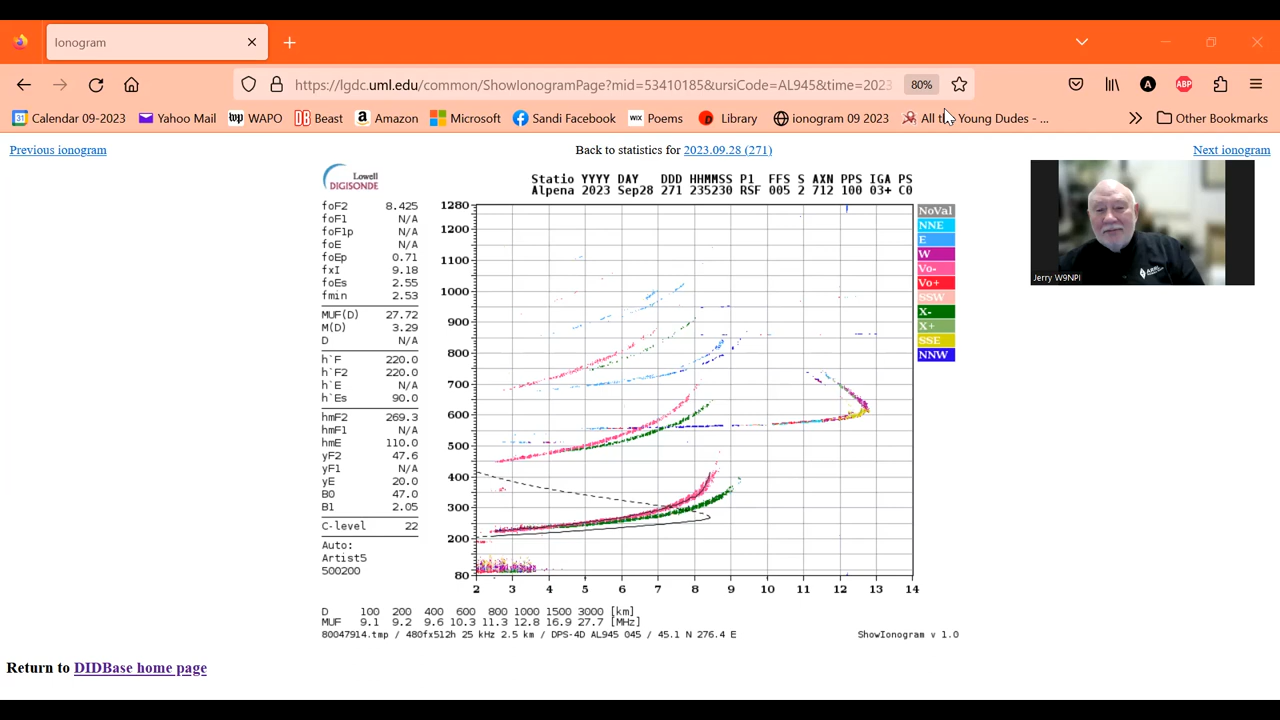 Ionogram
https://lgdc.uml.edu/common/ShowIonogramPage?mid=53410185&ursiCode=AL945&time=2023 80%
Calendar 09-2023 Yahoo Mail WAPO Beast Amazon Microsoft Sandi Facebook Poems Library ionogram 09 2023 All the Young Dudes - ... Other Bookmarks
Previous ionogram Back to statistics for 2023.09.28 (271) Next ionogram
Lowell
DIGISONDE
Statio YYYY DAY DDD HHMMSS P1 FFS S AXN PPS IGA PS
Alpena 2023 Sep28 271 235230 RSF 005 2 712 100 03+ C0
foF2 8.425
foF1 N/A
foF1p N/A
foE N/A
foEp 0.71
fxI 9.18
foEs 2.55
fmin 2.53
MUF(D) 27.72
M(D) 3.29
D N/A
h`F 220.0
h`F2 220.0
h`E N/A
h`Es 90.0
hmF2 269.3
hmF1 N/A
hmE 110.0
yF2 47.6
yF1 N/A
yE 20.0
B0 47.0
B1 2.05
C-level 22
Auto:
Artist5
500200
1280
1200
1100
1000
900
800
700
600
500
400
300
200
80
2 3 4 5 6 7 8 9 10 11 12 13 14
NoVal
NNE
E
W
Vo-
Vo+
SSW
X-
X+
SSE
NNW
Jerry W9NPI
D 100 200 400 600 800 1000 1500 3000 [km]
MUF 9.1 9.2 9.6 10.3 11.3 12.8 16.9 27.7 [MHz]
80047914.tmp / 480fx512h 25 kHz 2.5 km / DPS-4D AL945 045 / 45.1 N 276.4 E ShowIonogram v 1.0
Return to DIDBase home page